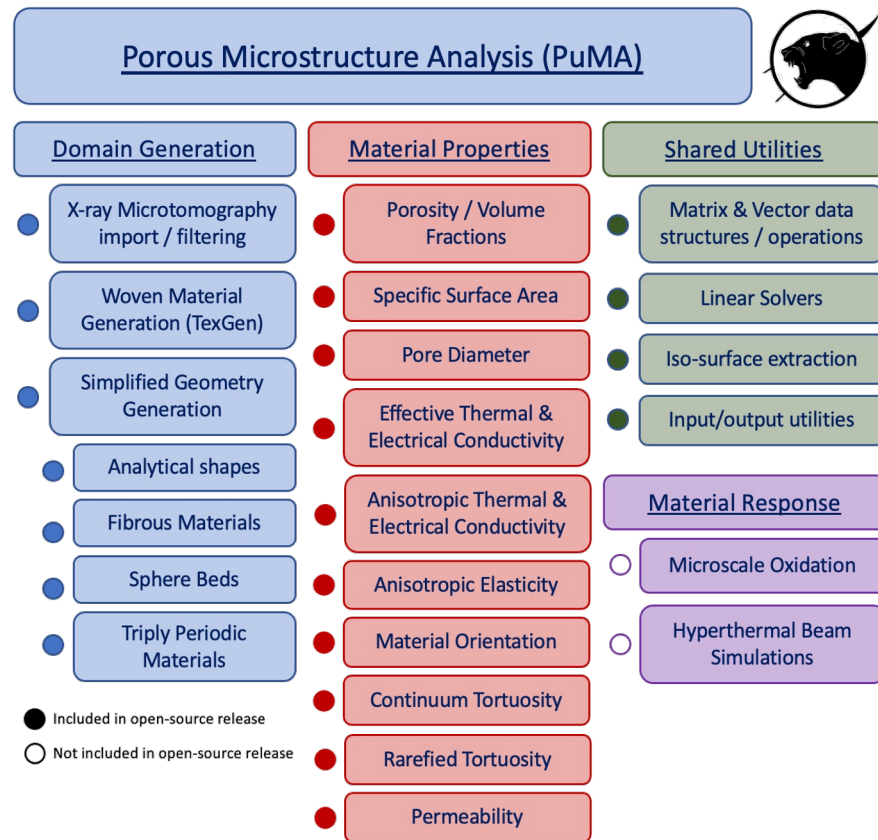 Porous Microstructure Analysis (PuMA)
Domain Generation
X-ray Microtomography
import / filtering
Woven Material
Generation (TexGen)
Simplified Geometry
Generation
Analytical shapes
Fibrous Materials
Sphere Beds
Triply Periodic
Materials
Included in open-source release
Not included in open-source release
Material Properties
Porosity / Volume
Fractions
Specific Surface Area
Pore Diameter
Effective Thermal &
Electrical Conductivity
Anisotropic Thermal &
Electrical Conductivity
Anisotropic Elasticity
Material Orientation
Continuum Tortuosity
Rarefied Tortuosity
Permeability
Shared Utilities
Matrix & Vector data
structures / operations
Linear Solvers
Iso-surface extraction
Input/output utilities
Material Response
Microscale Oxidation
Hyperthermal Beam
Simulations